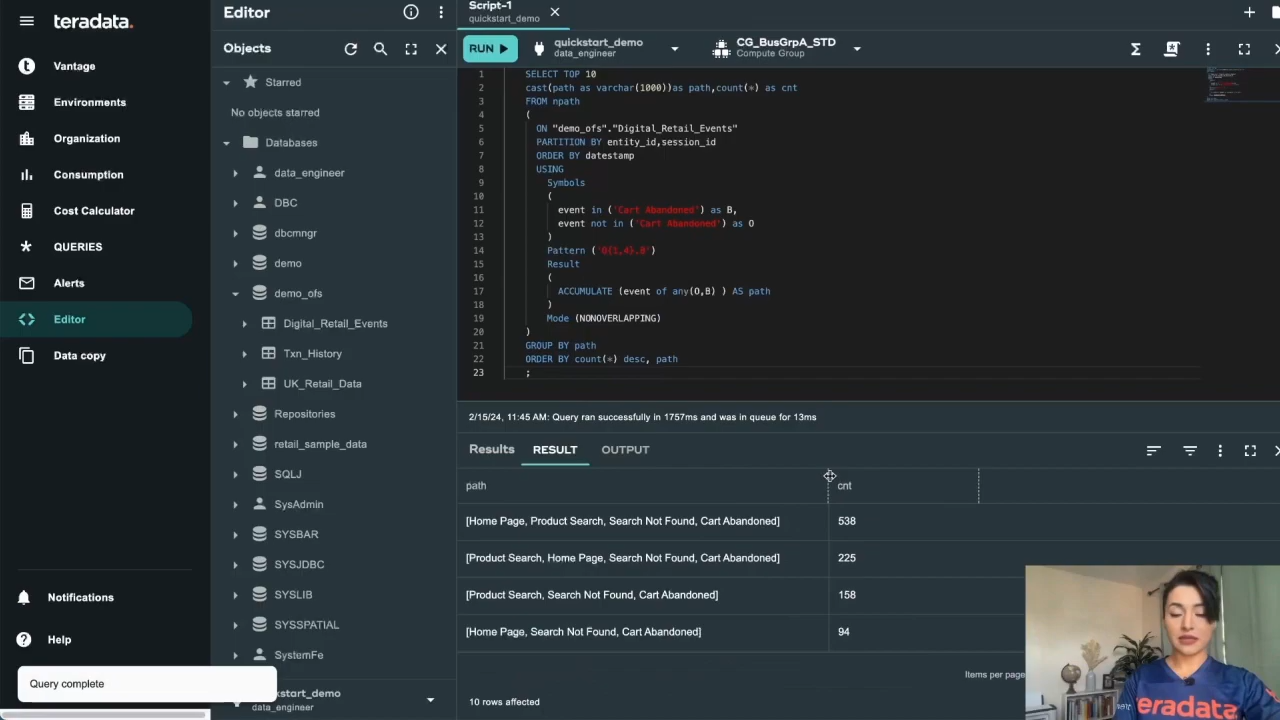 teradata.
Vantage
Environments
Organization
Consumption
Cost Calculator
QUERIES
Alerts
Editor
Data copy
Notifications
Help
Query complete
Editor
Objects
Starred
No objects starred
Databases
data_engineer
DBC
dbcmngr
demo
demo_ofs
Digital_Retail_Events
Txn_History
UK_Retail_Data
Repositories
retail_sample_data
SQLJ
SysAdmin
SYSBAR
SYSJDBC
SYSLIB
SYSSPATIAL
SystemFe
data_engineer
Script-1
quickstart_demo
RUN
quickstart_demo
data_engineer
CG_BusGrpA_STD
Compute Group
1 SELECT TOP 10
2 cast(path as varchar(1000))as path,count(*) as cnt
3 FROM npath
4 (
5 ON "demo_ofs"."Digital_Retail_Events"
6 PARTITION BY entity_id,session_id
7 ORDER BY datestamp
8 USING
9 Symbols
10 (
11 event in ('Cart Abandoned') as B,
12 event not in ('Cart Abandoned') as O
13 )
14 Pattern (
15 Result
16 (
17 ACCUMULATE (event of any(O,B) ) AS path
18 )
19 Mode (NONOVERLAPPING)
20 )
21 GROUP BY path
22 ORDER BY count(*) desc, path
23 ;
2/15/24, 11:45 AM: Query ran successfully in 1757ms and was in queue for 13ms
Results RESULT OUTPUT
path cnt
[Home Page, Product Search, Search Not Found, Cart Abandoned] 538
[Product Search, Home Page, Search Not Found, Cart Abandoned] 225
[Product Search, Search Not Found, Cart Abandoned] 158
[Home Page, Search Not Found, Cart Abandoned] 94
Items per page
10 rows affected
teradata.